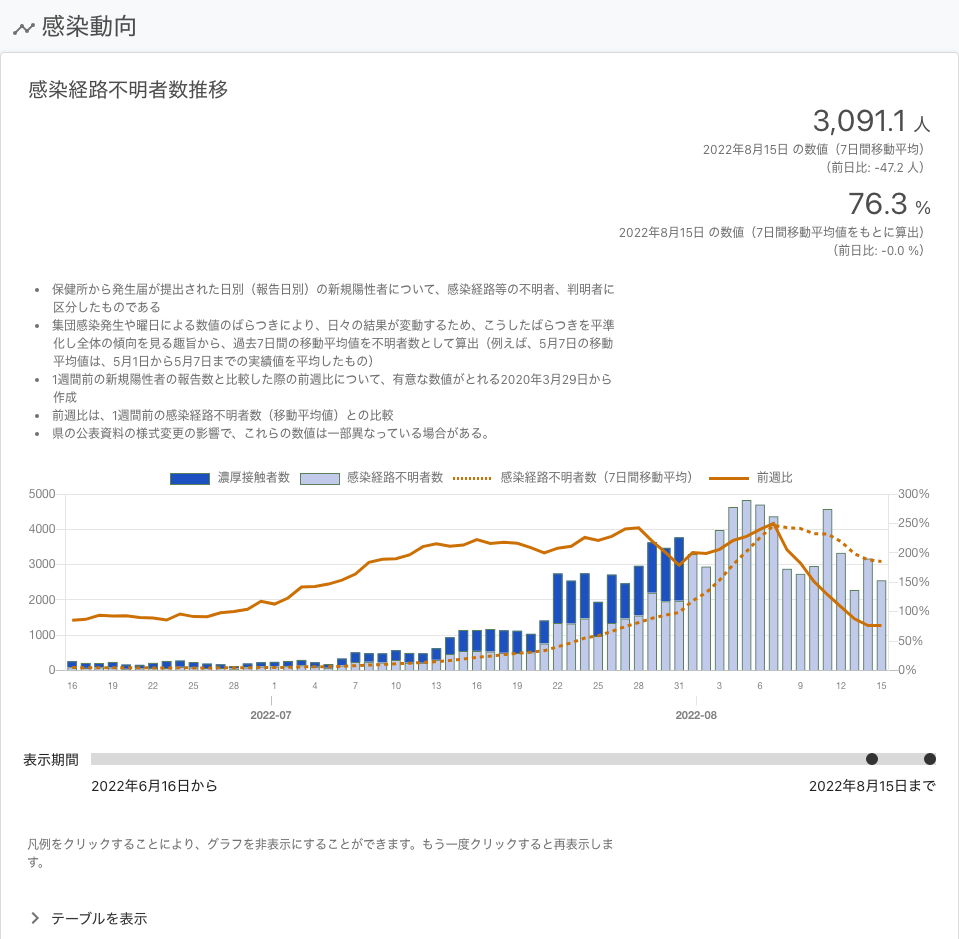 感染動向
感染経路不明者数推移
3,091.1 人
2022年8月15日 の数値（7日間移動平均）
（前日比: -47.2 人）
76.3 %
2022年8月15日 の数値（7日間移動平均値をもとに算出）
（前日比: -0.0 %）
• 保健所から発生届が提出された日別（報告日別）の新規陽性者について、感染経路等の不明者、判明者に
区分したものである
• 集団感染発生や曜日による数値のばらつきにより、日々の結果が変動するため、こうしたばらつきを平準
化し全体の傾向を見る趣旨から、過去7日間の移動平均値を不明者数として算出（例えば、5月7日の移動
平均値は、5月1日から5月7日までの実績値を平均したもの）
• 1週間前の新規陽性者の報告数と比較した際の前週比について、有意な数値がとれる2020年3月29日から
作成
• 前週比は、1週間前の感染経路不明者数（移動平均値）との比較
• 県の公表資料の様式変更の影響で、これらの数値は一部異なっている場合がある。
濃厚接触者数 感染経路不明者数 感染経路不明者数（7日間移動平均） 前週比
5000 300%
250%
4000
200%
3000
150%
2000
100%
1000
50%
0 0%
16 19 22 25 28 1 4 7 10 13 16 19 22 25 28 31 3 6 9 12 15
2022-07 2022-08
表示期間
2022年6月16日から 2022年8月15日まで
凡例をクリックすることにより、グラフを非表示にすることができます。もう一度クリックすると再表示しま
す。
テーブルを表示